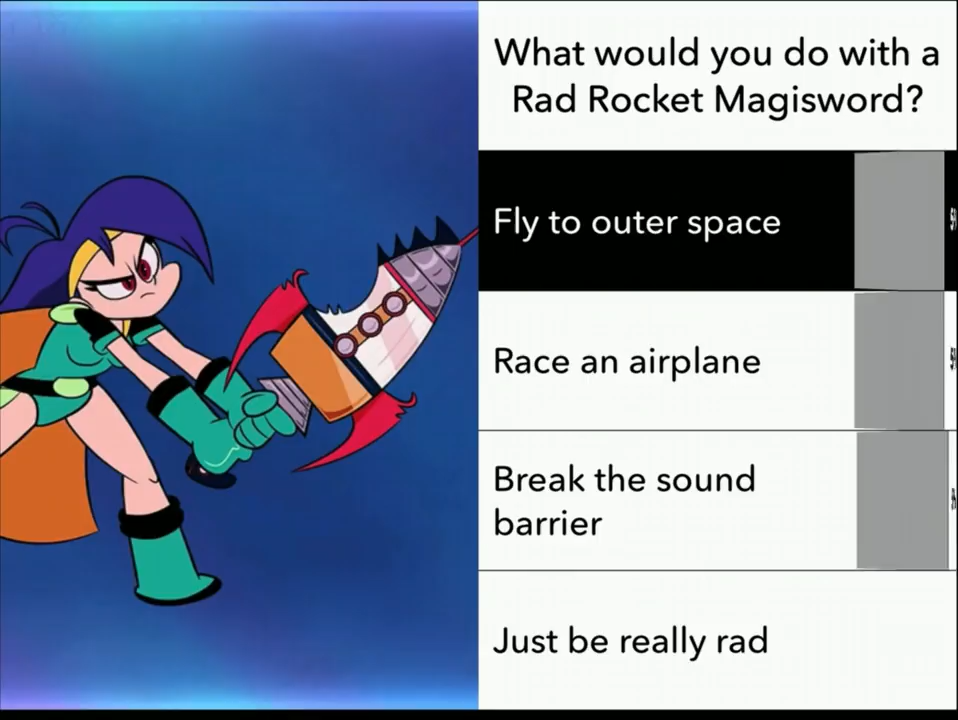 What would you do with a
Rad Rocket Magisword?
Fly to outer space
Race an airplane
Break the sound
barrier
Just be really rad